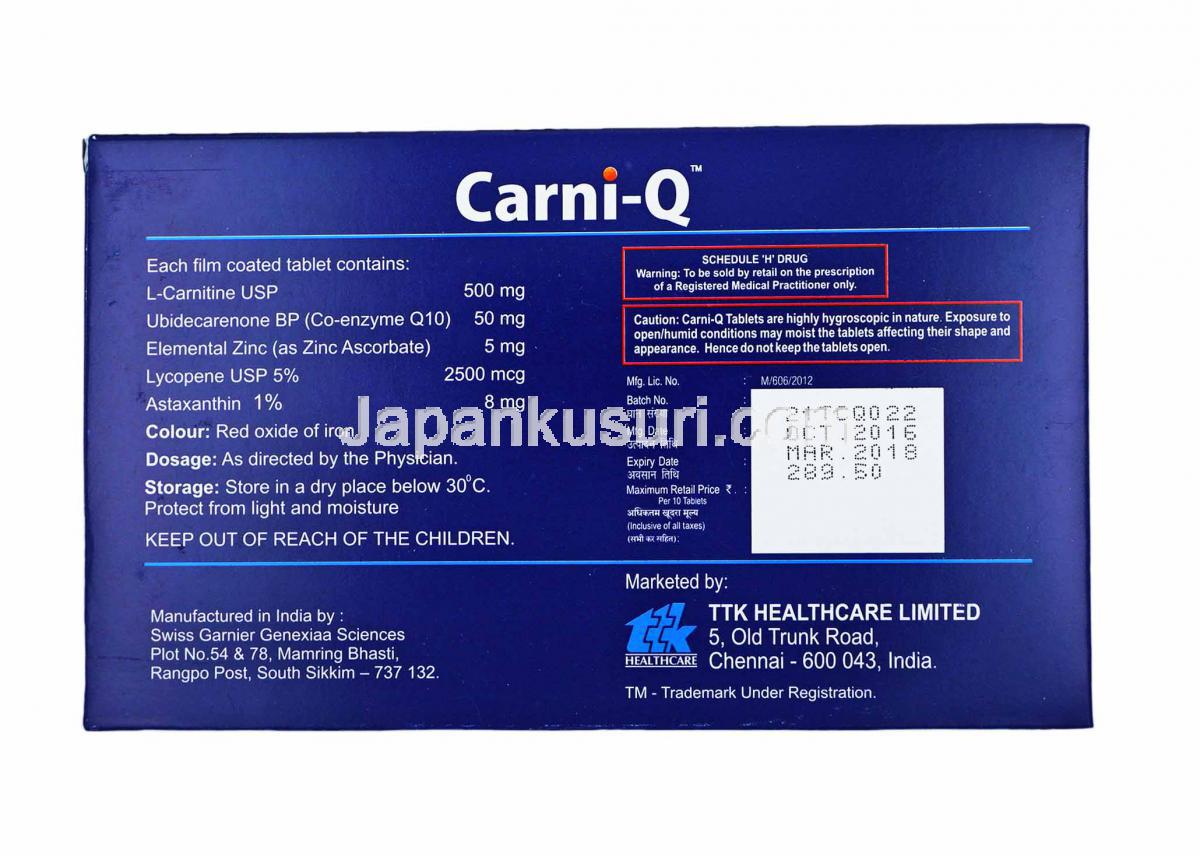 Carni-Q™
Each film coated tablet contains:
L-Carnitine USP 500 mg
Ubidecarenone BP (Co-enzyme Q10) 50 mg
Elemental Zinc (as Zinc Ascorbate) 5 mg
Lycopene USP 5% 2500 mcg
Astaxanthin 1% 8 mg
Colour: Red oxide of iron
Dosage: As directed by the Physician.
Storage: Store in a dry place below 30⁰C.
Protect from light and moisture
KEEP OUT OF REACH OF THE CHILDREN.
SCHEDULE 'H' DRUG
Warning: To be sold by retail on the prescription
of a Registered Medical Practitioner only.
Caution: Carni-Q Tablets are highly hygroscopic in nature. Exposure to
open/humid conditions may moist the tablets affecting their shape and
appearance. Hence do not keep the tablets open.
Mfg. Lic. No. : M/606/2012
Batch No. :
घान संख्या
Mfg. Date
उत्पादन तिथि
Expiry Date :
अवसान तिथि
Maximum Retail Price ₹. :
Per 10 Tablets
अधिकतम खुदरा मूल्य
(Inclusive of all taxes)
(सभी कर सहित):
OCT 2016
MAR.2018
289.50
Japankusuri.com
Manufactured in India by :
Swiss Garnier Genexiaa Sciences
Plot No.54 & 78, Mamring Bhasti,
Rangpo Post, South Sikkim – 737 132.
Marketed by:
ttk
HEALTHCARE
TTK HEALTHCARE LIMITED
5, Old Trunk Road,
Chennai - 600 043, India.
TM - Trademark Under Registration.